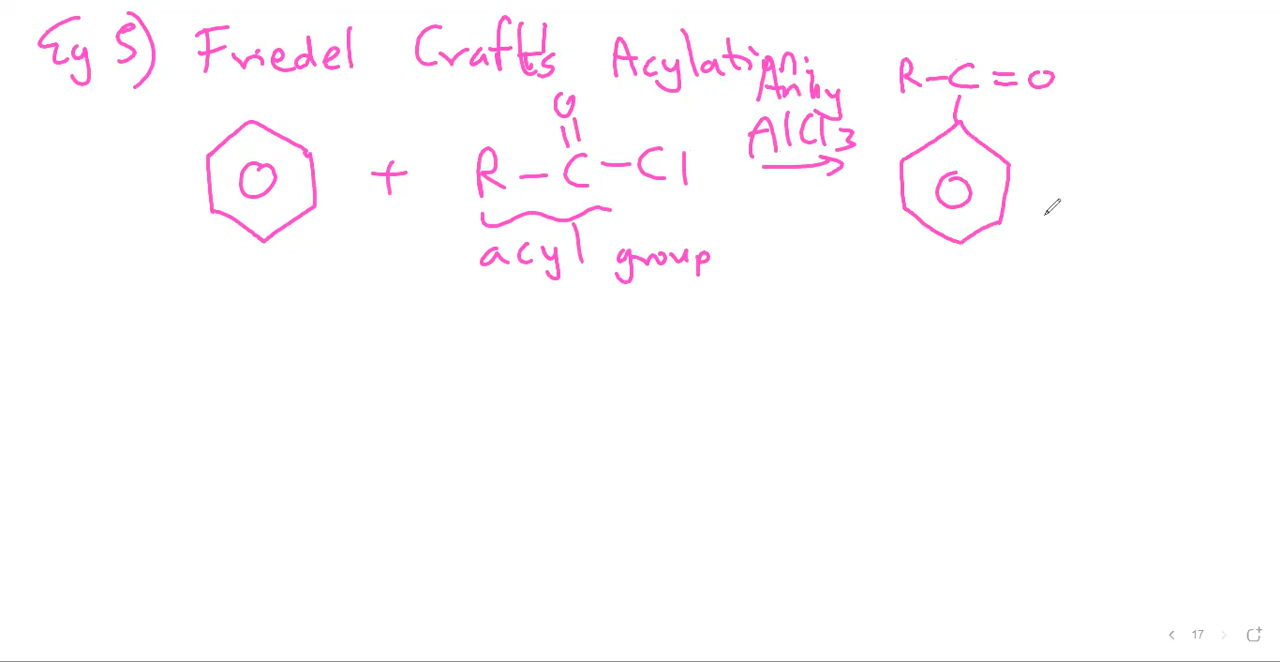 Eg 5) Friedel Crafts Acylation:
Anhy
AlCl3
R-C=O
O
+ R-C-Cl
acyl group
17